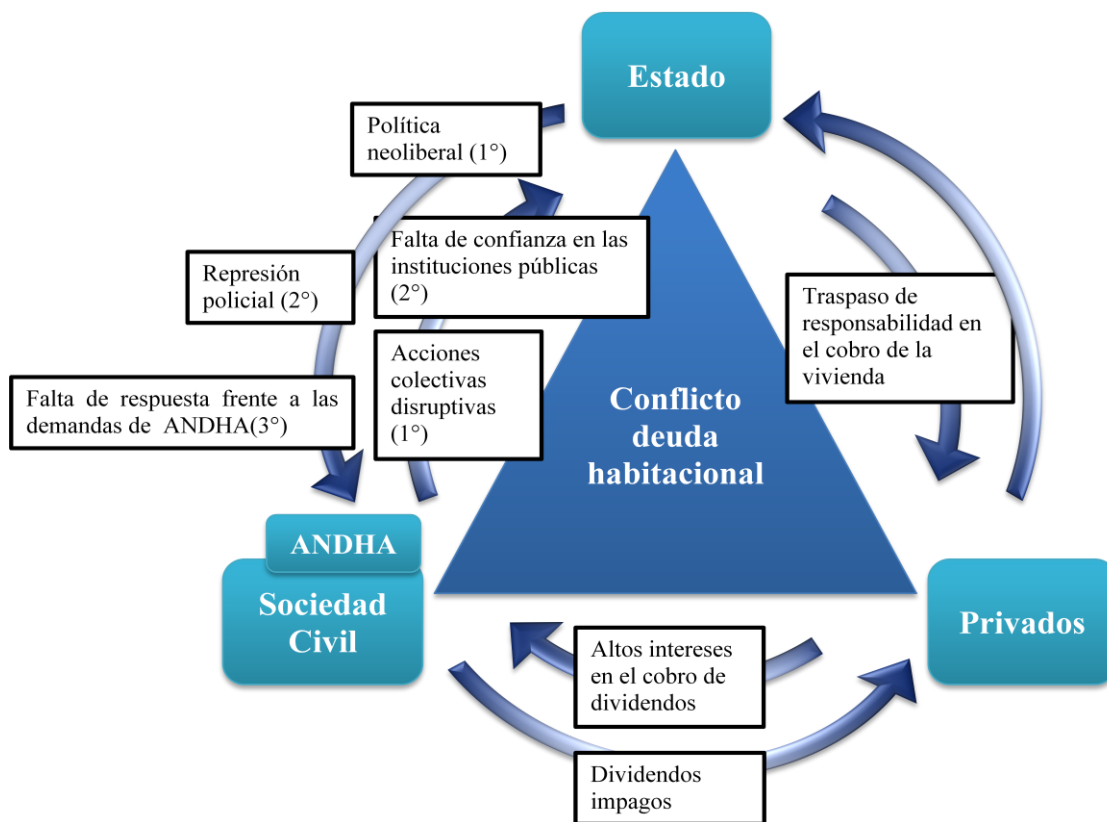 Estado
Política
neoliberal (1°)
Falta de confianza en las
instituciones públicas
(2°)
Represión
policial (2°)
Traspaso de
responsabilidad en
el cobro de la
vivienda
Acciones
colectivas
disruptivas
(1°)
Falta de respuesta frente a las
demandas de ANDHA(3°)
Conflicto
deuda
habitacional
ANDHA
Sociedad
Civil
Privados
Altos intereses
en el cobro de
dividendos
Dividendos
impagos